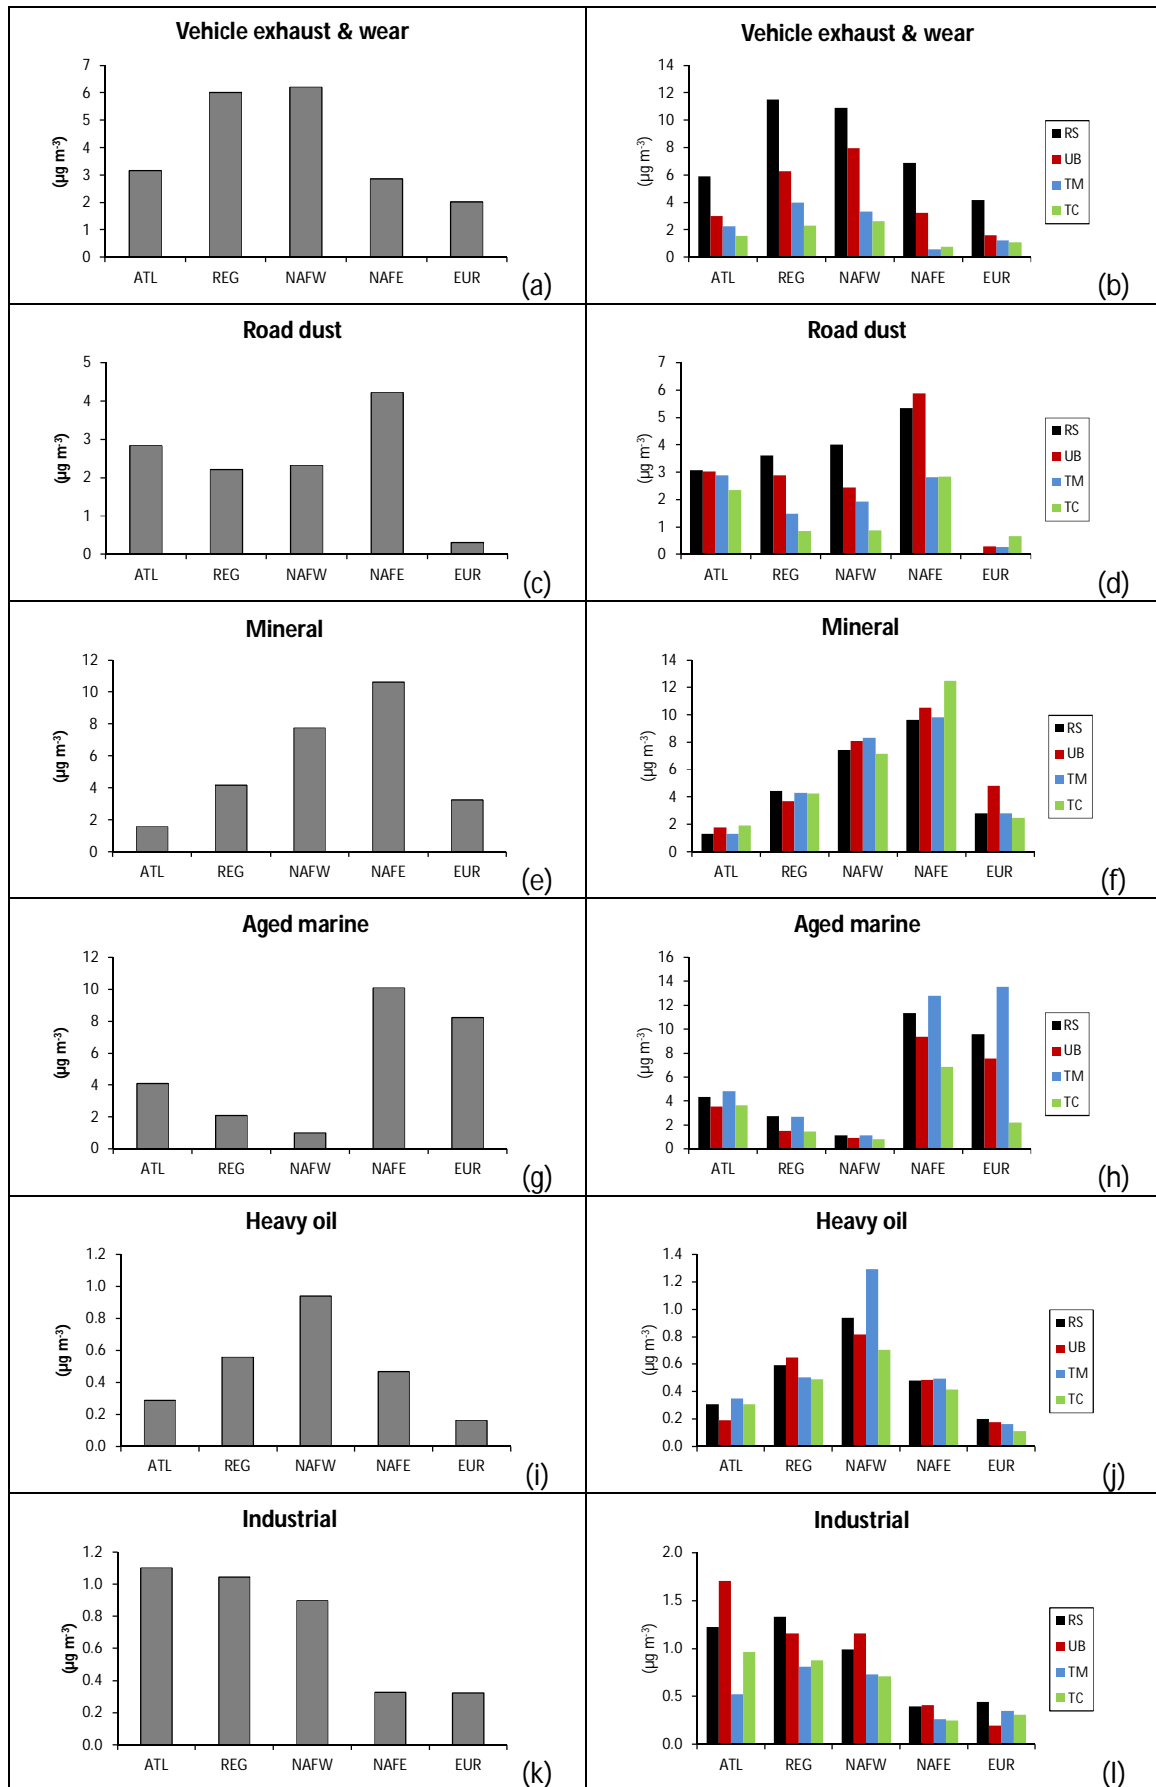 Vehicle exhaust & wear
(µg m-3)
7
6
5
4
3
2
1
0
ATL REG NAFW NAFE EUR
(a)
Vehicle exhaust & wear
(µg m-3)
14
12
10
8
6
4
2
0
ATL REG NAFW NAFE EUR
RS
UB
TM
TC
(b)
Road dust
(µg m-3)
5
4
3
2
1
0
ATL REG NAFW NAFE EUR
(c)
Road dust
(µg m-3)
7
6
5
4
3
2
1
0
ATL REG NAFW NAFE EUR
RS
UB
TM
TC
(d)
Mineral
(µg m-3)
12
10
8
6
4
2
0
ATL REG NAFW NAFE EUR
(e)
Mineral
(µg m-3)
14
12
10
8
6
4
2
0
ATL REG NAFW NAFE EUR
RS
UB
TM
TC
(f)
Aged marine
(µg m-3)
12
10
8
6
4
2
0
ATL REG NAFW NAFE EUR
(g)
Aged marine
(µg m-3)
16
14
12
10
8
6
4
2
0
ATL REG NAFW NAFE EUR
RS
UB
TM
TC
(h)
Heavy oil
(µg m-3)
1.2
1.0
0.8
0.6
0.4
0.2
0.0
ATL REG NAFW NAFE EUR
(i)
Heavy oil
(µg m-3)
1.4
1.2
1.0
0.8
0.6
0.4
0.2
0.0
ATL REG NAFW NAFE EUR
RS
UB
TM
TC
(j)
Industrial
(µg m-3)
1.2
1.0
0.8
0.6
0.4
0.2
0.0
ATL REG NAFW NAFE EUR
(k)
Industrial
(µg m-3)
2.0
1.5
1.0
0.5
0.0
ATL REG NAFW NAFE EUR
RS
UB
TM
TC
(l)